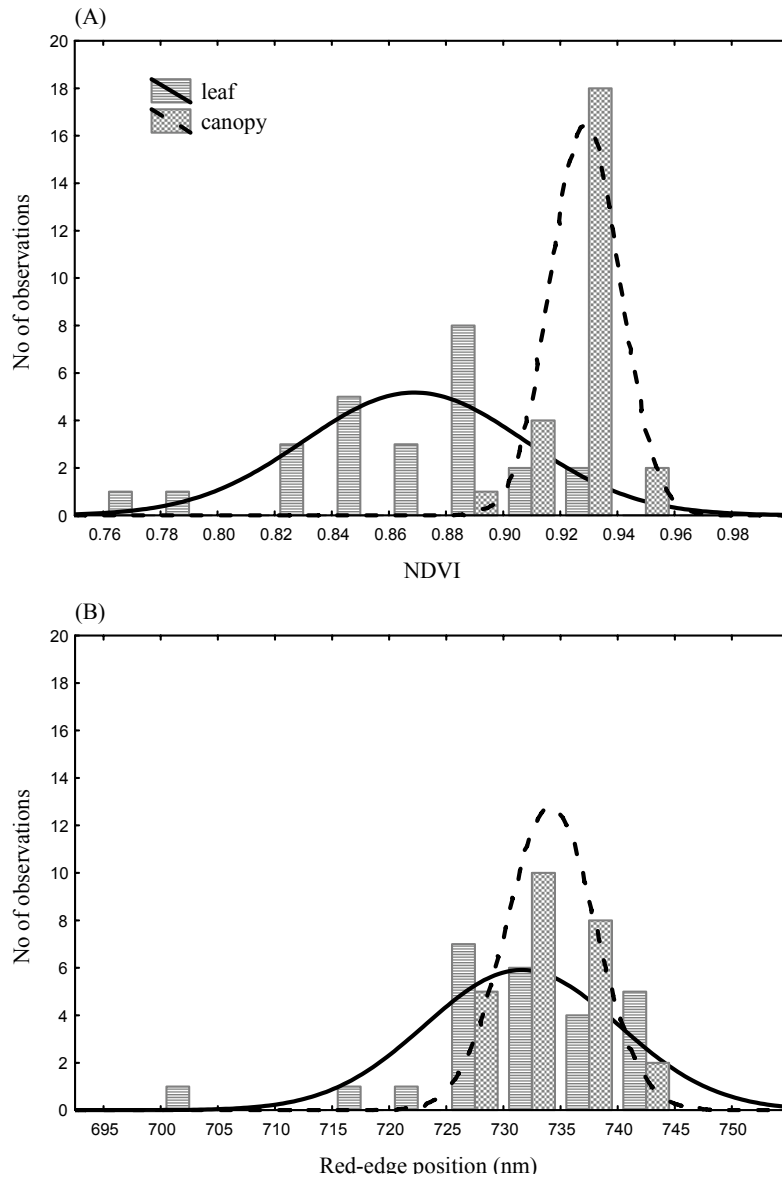 (A)
20
18
16
14
12
10
8
6
4
2
0
No of observations
leaf
canopy
0.76 0.78 0.80 0.82 0.84 0.86 0.88 0.90 0.92 0.94 0.96 0.98
NDVI
(B)
20
18
16
14
12
10
8
6
4
2
0
No of observations
695 700 705 710 715 720 725 730 735 740 745 750
Red-edge position (nm)